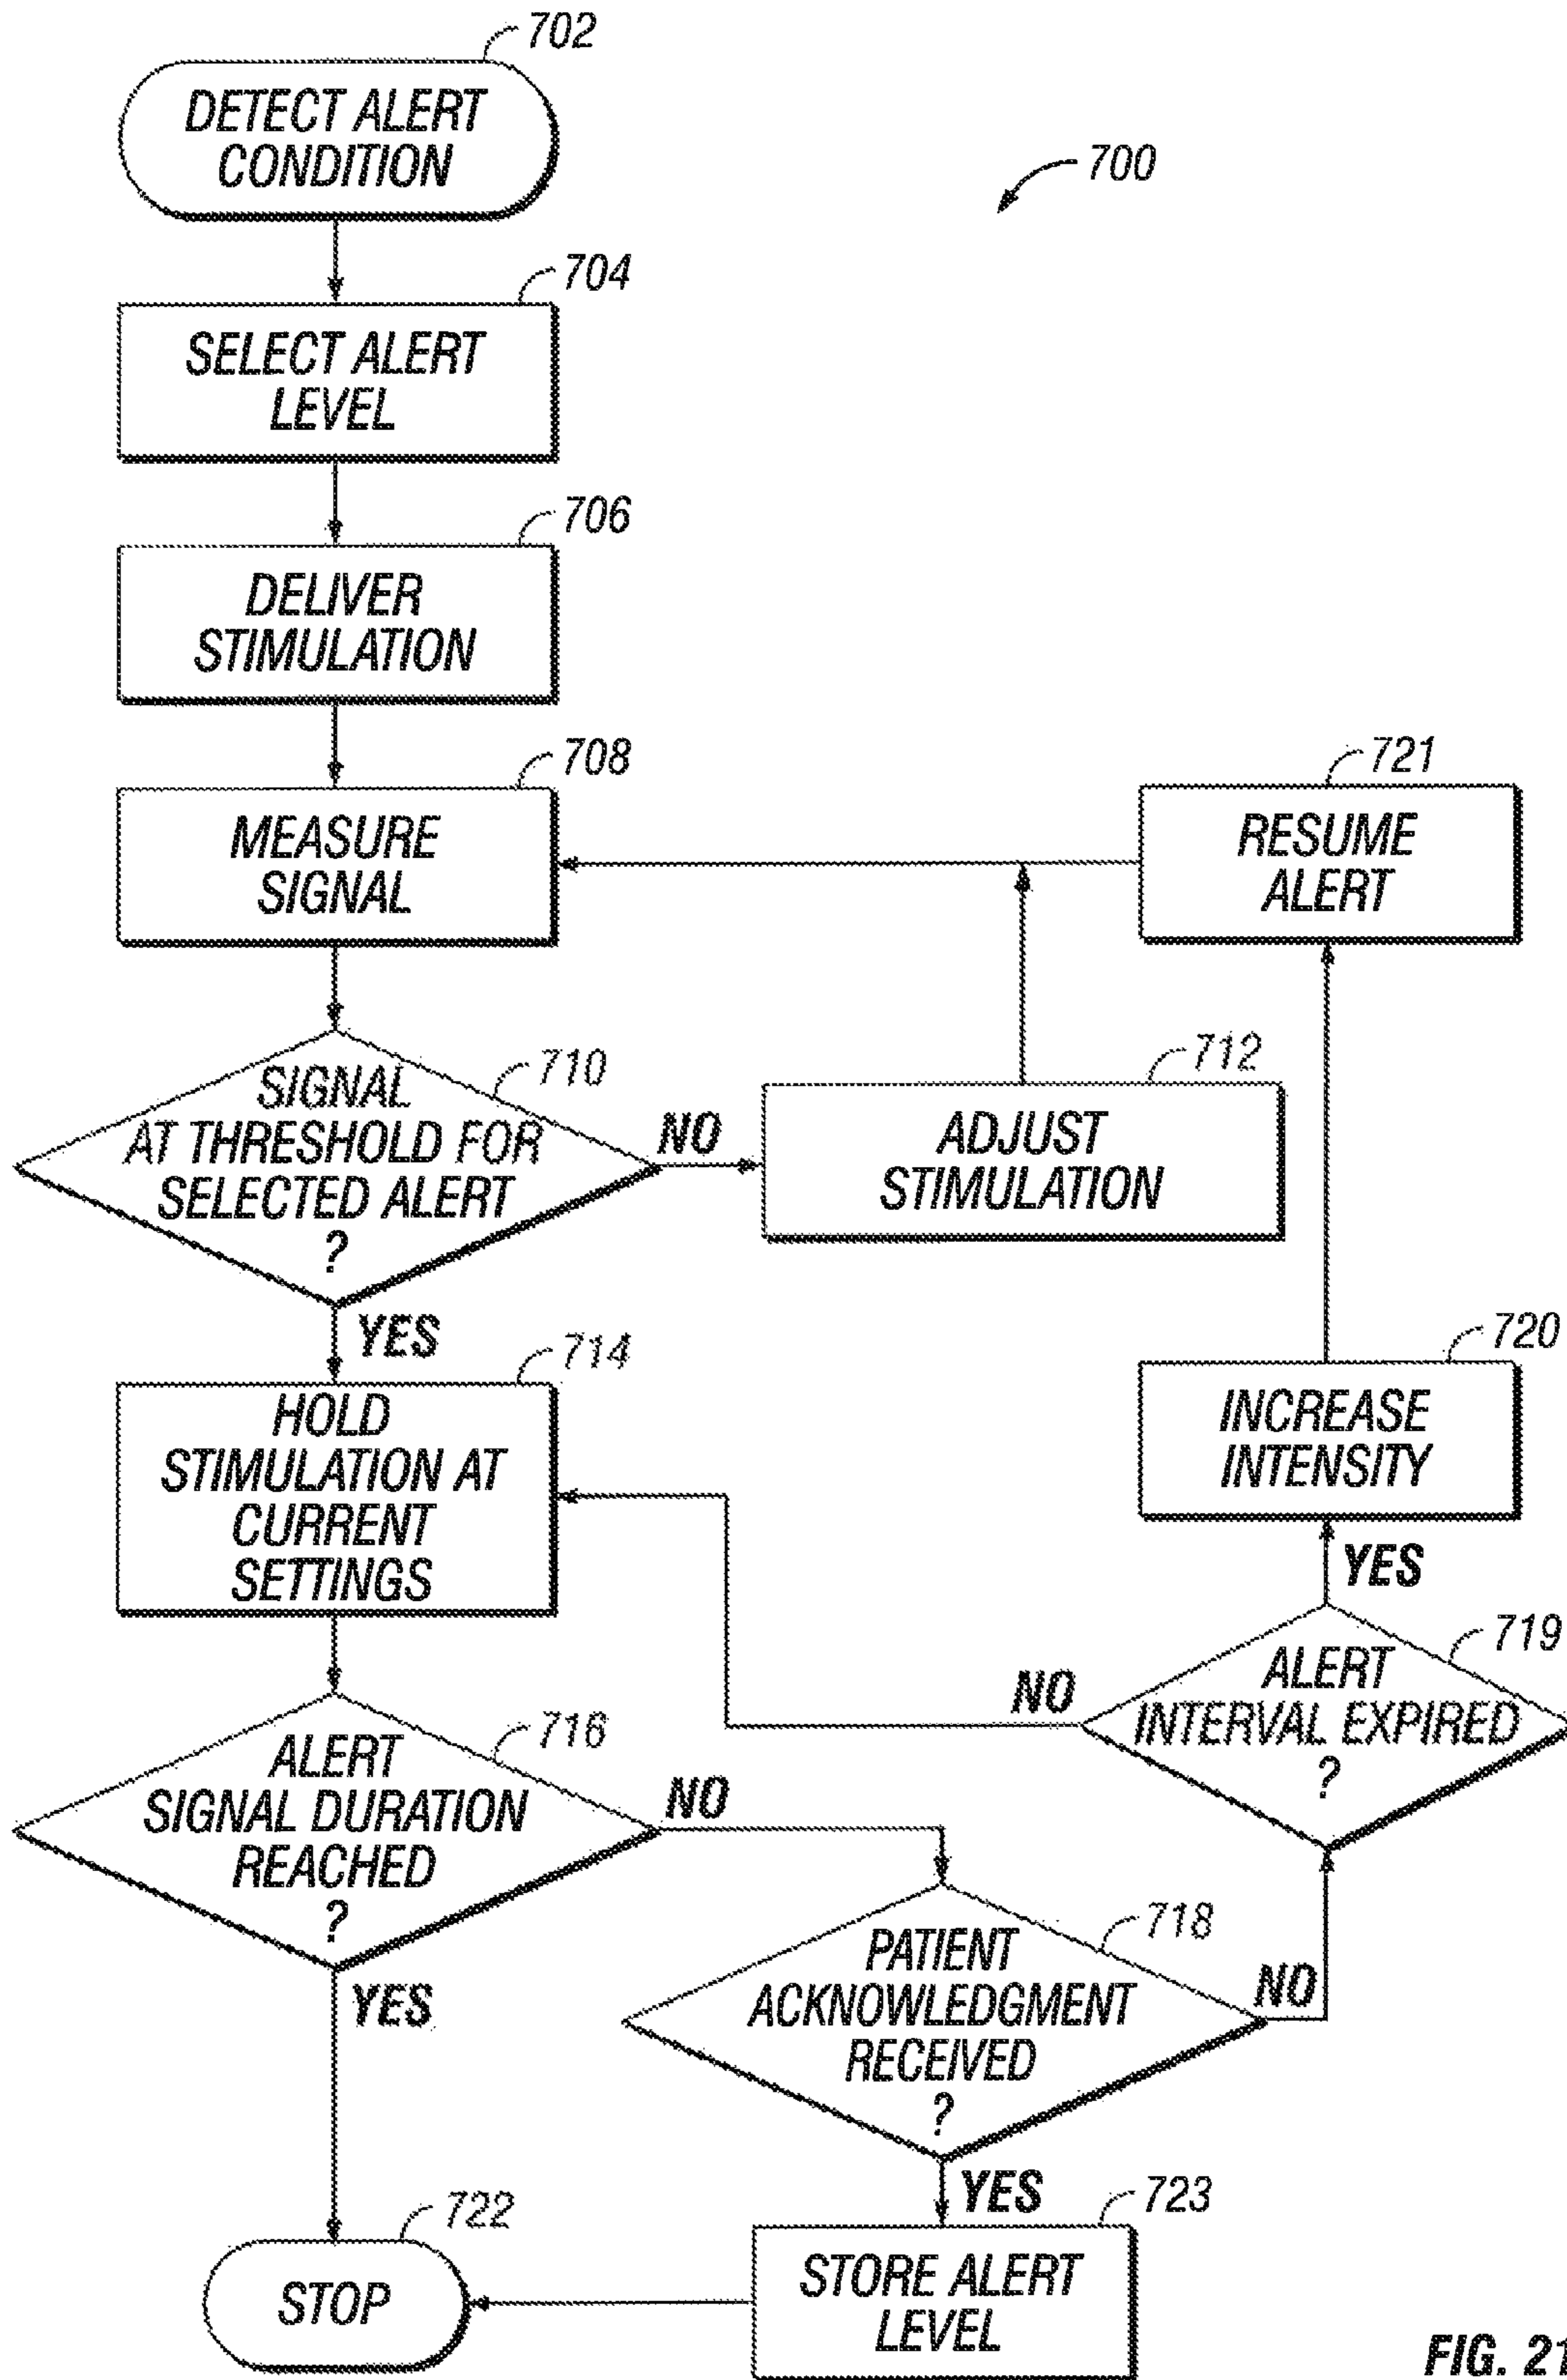 702
DETECT ALERT
CONDITION
700
704
SELECT ALERT
LEVEL
706
DELIVER
STIMULATION
708
MEASURE
SIGNAL
721
RESUME
ALERT
710
SIGNAL
AT THRESHOLD FOR
SELECTED ALERT
?
NO
712
ADJUST
STIMULATION
YES
714
HOLD
STIMULATION AT
CURRENT
SETTINGS
720
INCREASE
INTENSITY
YES
719
ALERT
INTERVAL EXPIRED
?
NO
716
ALERT
SIGNAL DURATION
REACHED
?
NO
YES
718
PATIENT
ACKNOWLEDGMENT
RECEIVED
?
NO
YES
722
STOP
723
STORE ALERT
LEVEL
FIG. 21